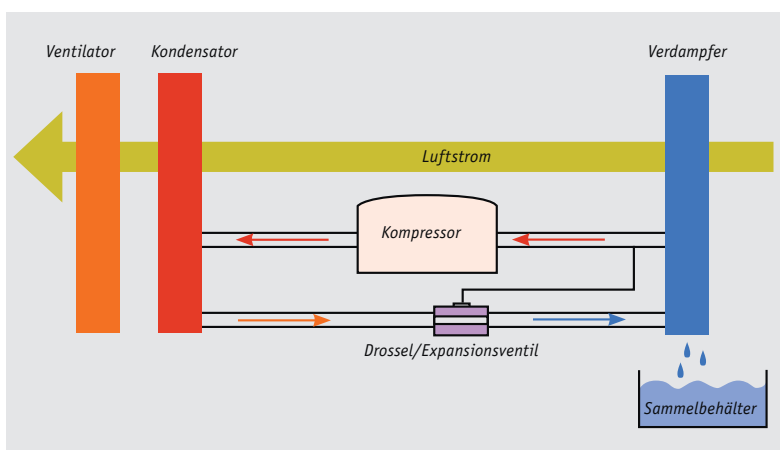 Ventilator
Kondensator
Verdampfer
Luftstrom
Kompressor
Drossel/Expansionsventil
Sammelbehälter